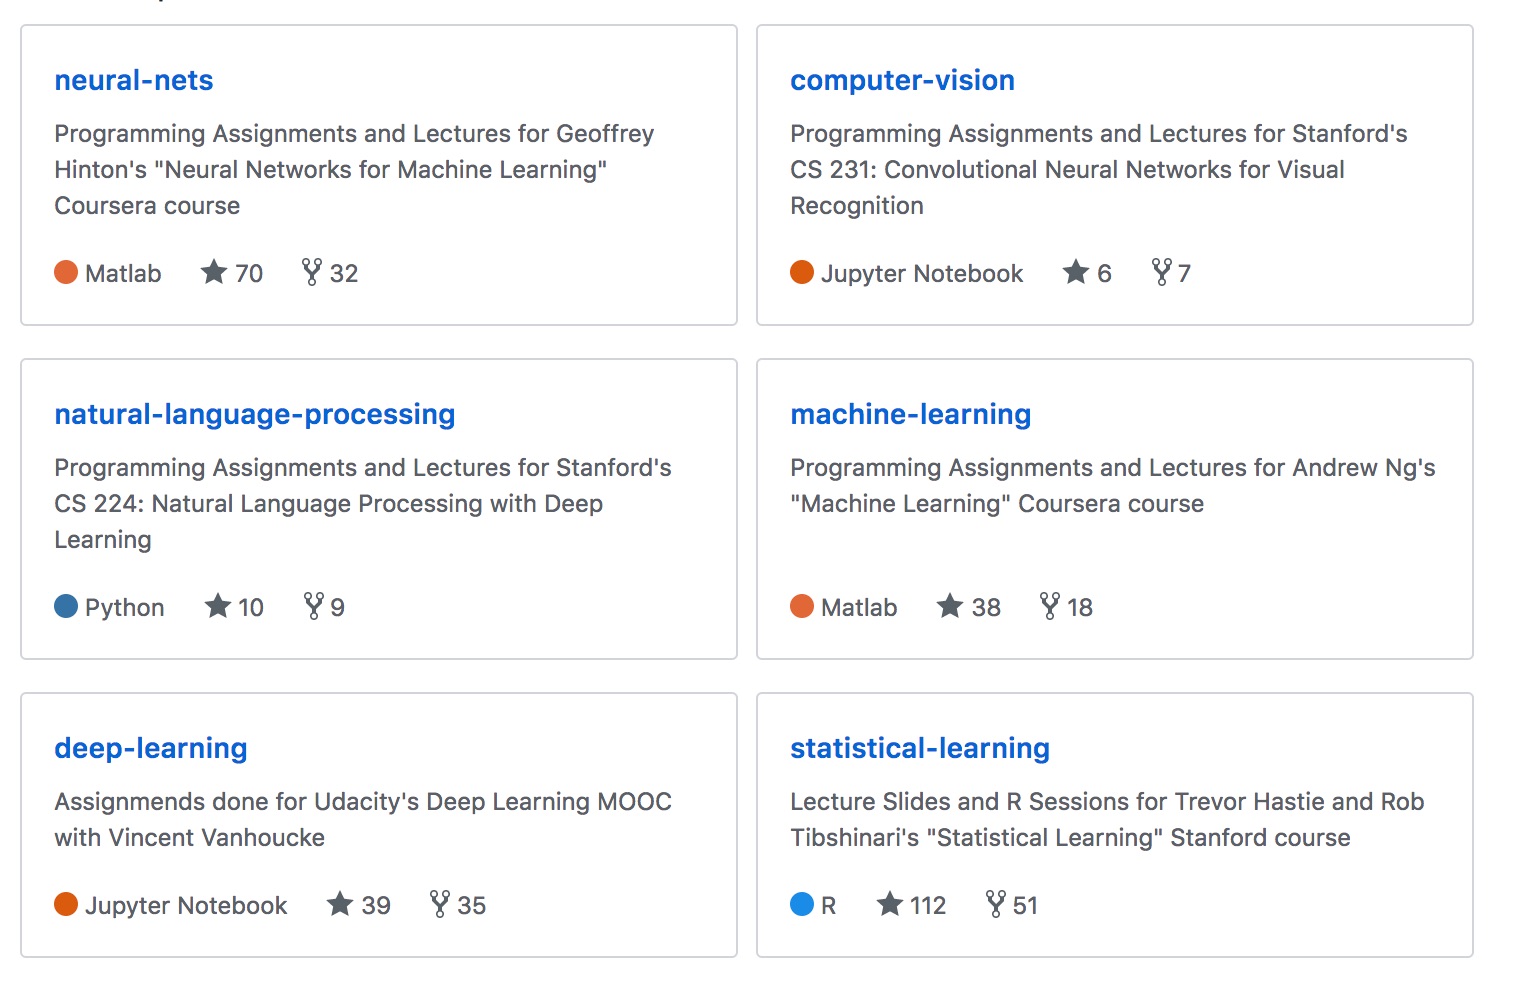 neural-nets
Programming Assignments and Lectures for Geoffrey
Hinton's "Neural Networks for Machine Learning"
Coursera course
Matlab 70 32
computer-vision
Programming Assignments and Lectures for Stanford's
CS 231: Convolutional Neural Networks for Visual
Recognition
Jupyter Notebook 6 7
natural-language-processing
Programming Assignments and Lectures for Stanford's
CS 224: Natural Language Processing with Deep
Learning
Python 10 9
machine-learning
Programming Assignments and Lectures for Andrew Ng's
"Machine Learning" Coursera course
Matlab 38 18
deep-learning
Assignmends done for Udacity's Deep Learning MOOC
with Vincent Vanhoucke
Jupyter Notebook 39 35
statistical-learning
Lecture Slides and R Sessions for Trevor Hastie and Rob
Tibshinari's "Statistical Learning" Stanford course
R 112 51